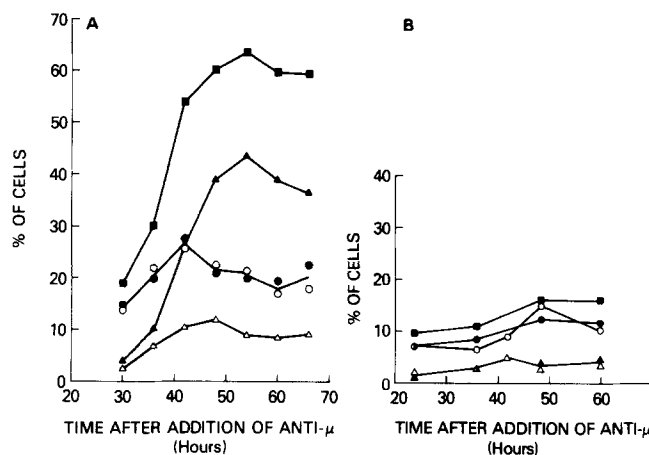 A
70
60
50
40
30
20
10
0
% OF CELLS
20 30 40 50 60 70
TIME AFTER ADDITION OF ANTI-μ
(Hours)
B
40
30
20
10
0
% OF CELLS
20 30 40 50 60
TIME AFTER ADDITION OF ANTI-μ
(Hours)